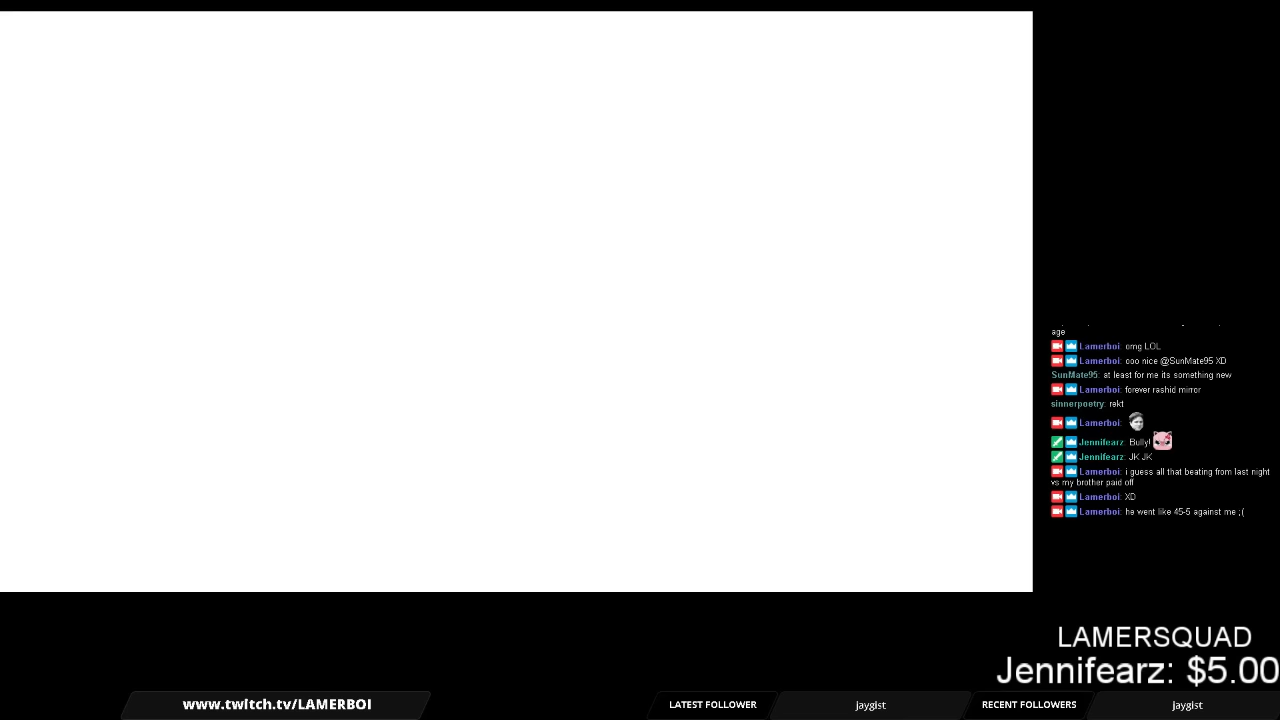 age
Lamerboi: omg LOL
Lamerboi: ooo nice @SunMate95 XD
SunMate95: at least for me its something new
Lamerboi: forever rashid mirror
sinnerpoetry: rekt
Lamerboi:
Jennifearz: Bully!
Jennifearz: JK JK
Lamerboi: i guess all that beating from last night
vs my brother paid off
Lamerboi: XD
Lamerboi: he went like 45-5 against me ;(
LAMERSQUAD
Jennifearz: $5.00
www.twitch.tv/LAMERBOI
LATEST FOLLOWER
jaygist
RECENT FOLLOWERS
jaygist